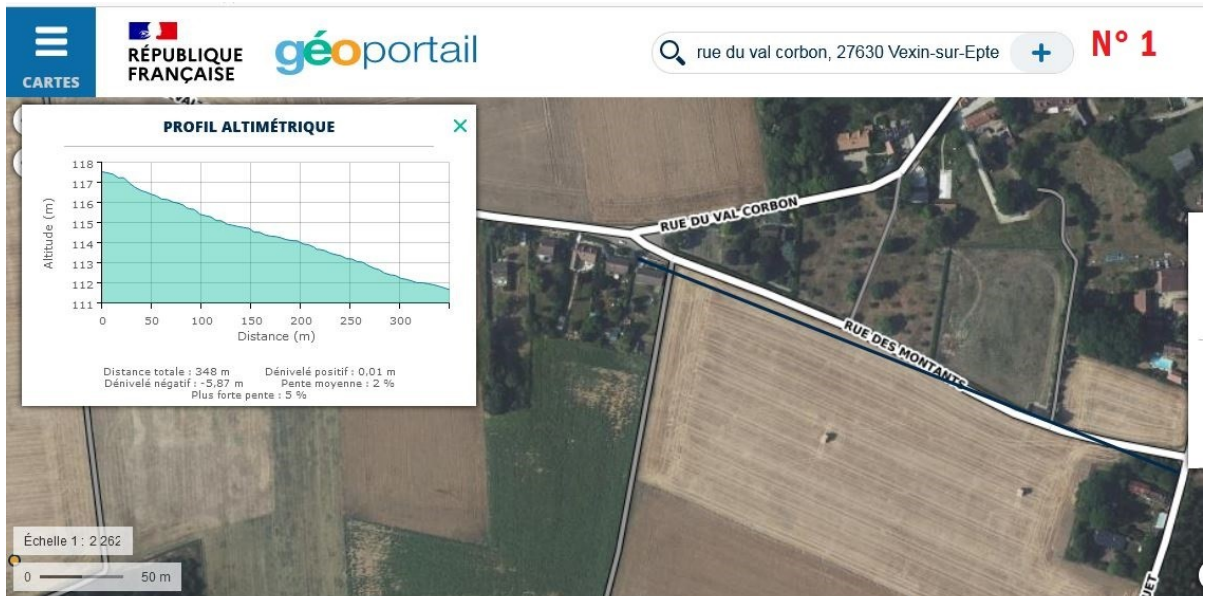 CARTES
RÉPUBLIQUE
FRANÇAISE
géoportail
rue du val corbon, 27630 Vexin-sur-Epte
+
N° 1
PROFIL ALTIMÉTRIQUE
118
117
116
115
114
113
112
111
Altitude (m)
0 50 100 150 200 250 300
Distance (m)
Distance totale : 348 m Dénivelé positif : 0,01 m
Dénivelé négatif : -5,87 m Pente moyenne : 2 %
Plus forte pente : 5 %
RUE DU VAL CORBON
RUE DES MONTANTS
Échelle 1 : 2 262
0 50 m